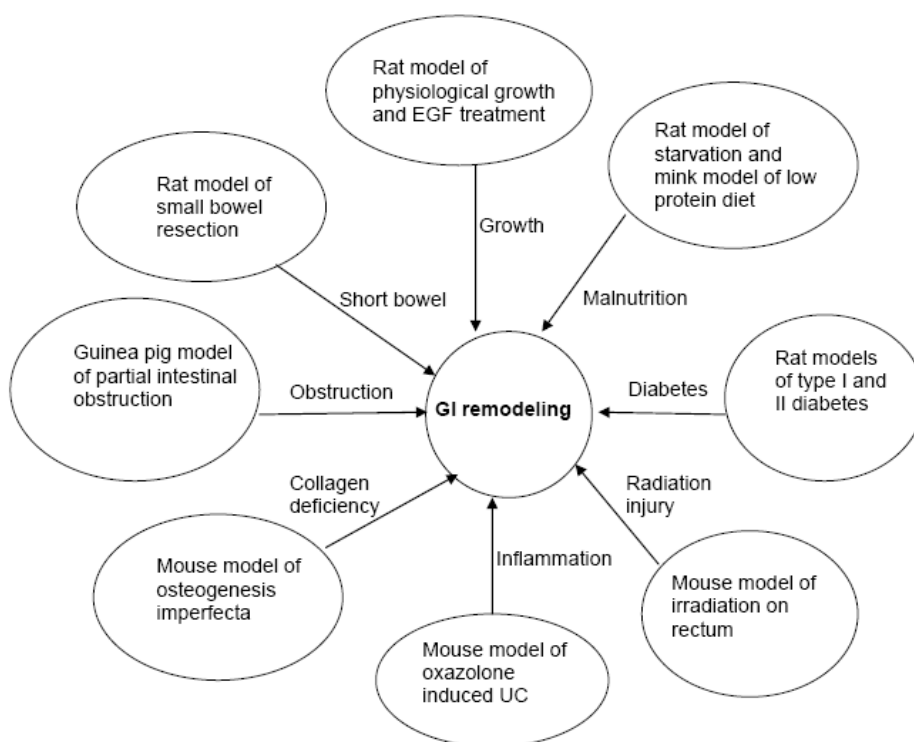 Rat model of
physiological growth
and EGF treatment
Rat model of
starvation and
mink model of low
protein diet
Rat model of
small bowel
resection
Growth
Malnutrition
Short bowel
Guinea pig model
of partial intestinal
obstruction
Obstruction
GI remodeling
Diabetes
Rat models
of type I and
II diabetes
Collagen
deficiency
Radiation
injury
Inflammation
Mouse model of
osteogenesis
imperfecta
Mouse model of
irradiation on
rectum
Mouse model of
oxazolone
induced UC